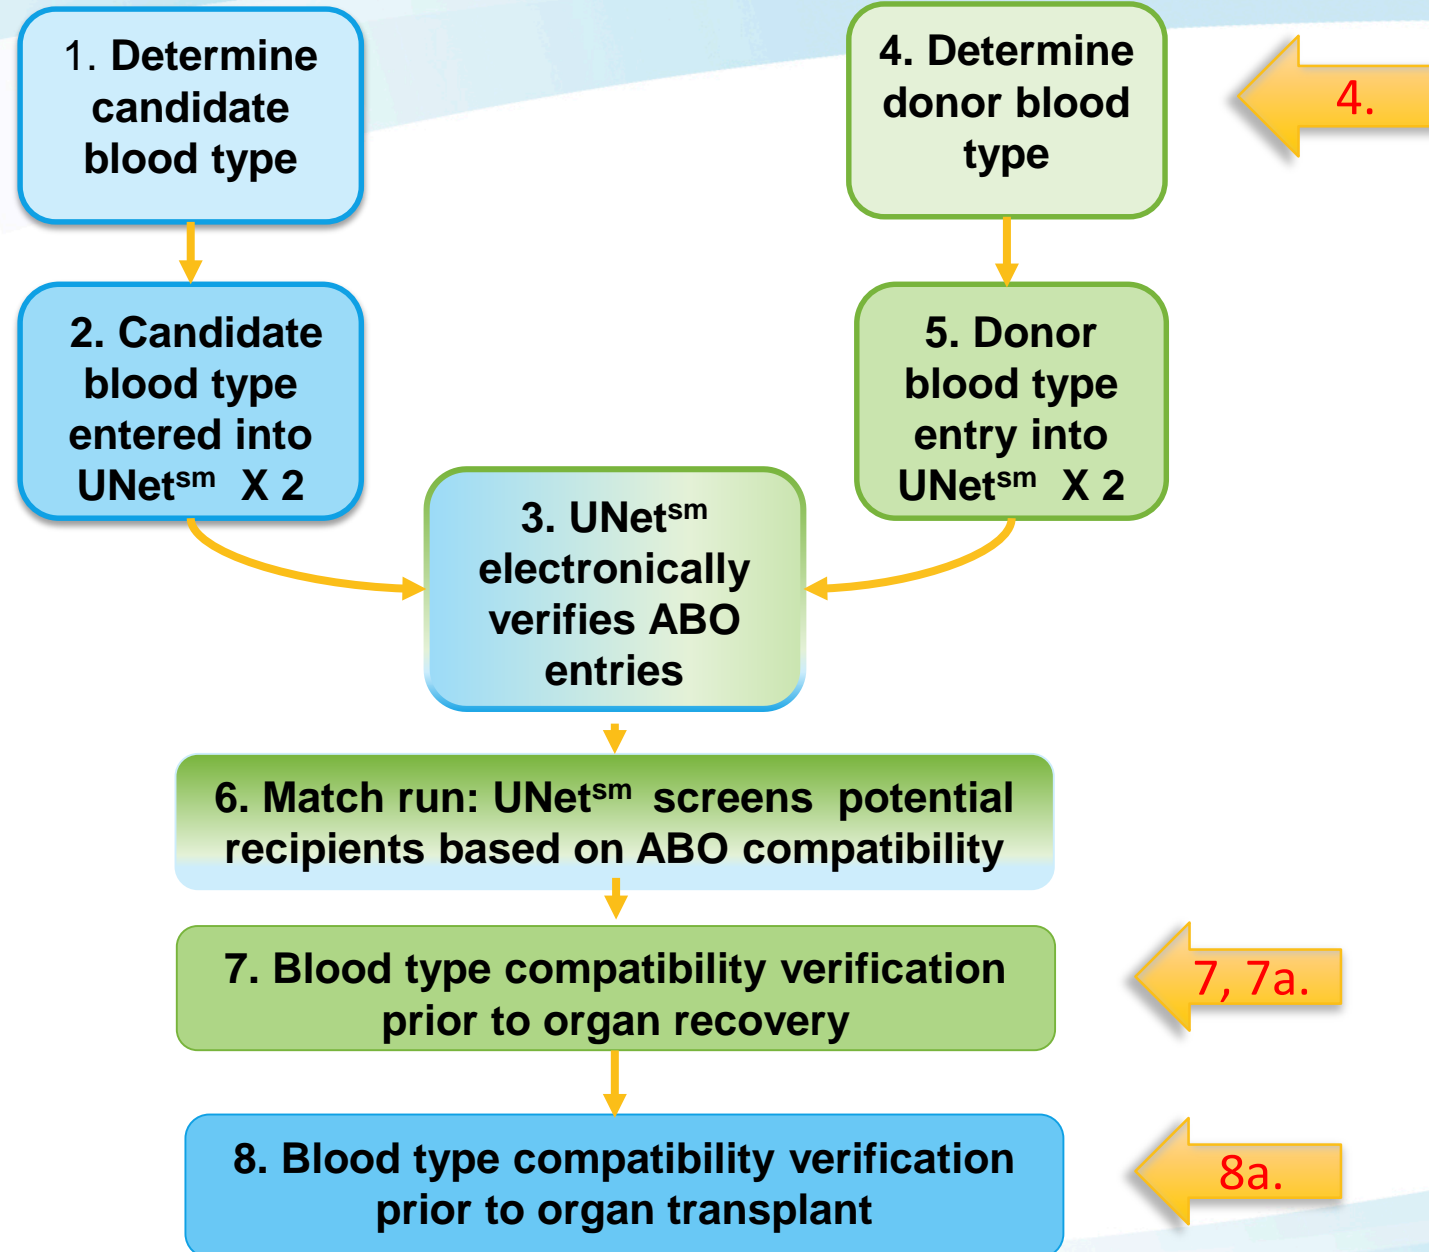 1. Determine
candidate
blood type
4. Determine
donor blood
type
4.
2. Candidate
blood type
entered into
UNetsm X 2
5. Donor
blood type
entry into
UNetsm X 2
3. UNetsm
electronically
verifies ABO
entries
6. Match run: UNetsm screens potential
recipients based on ABO compatibility
7. Blood type compatibility verification
prior to organ recovery
7, 7a.
8. Blood type compatibility verification
prior to organ transplant
8a.